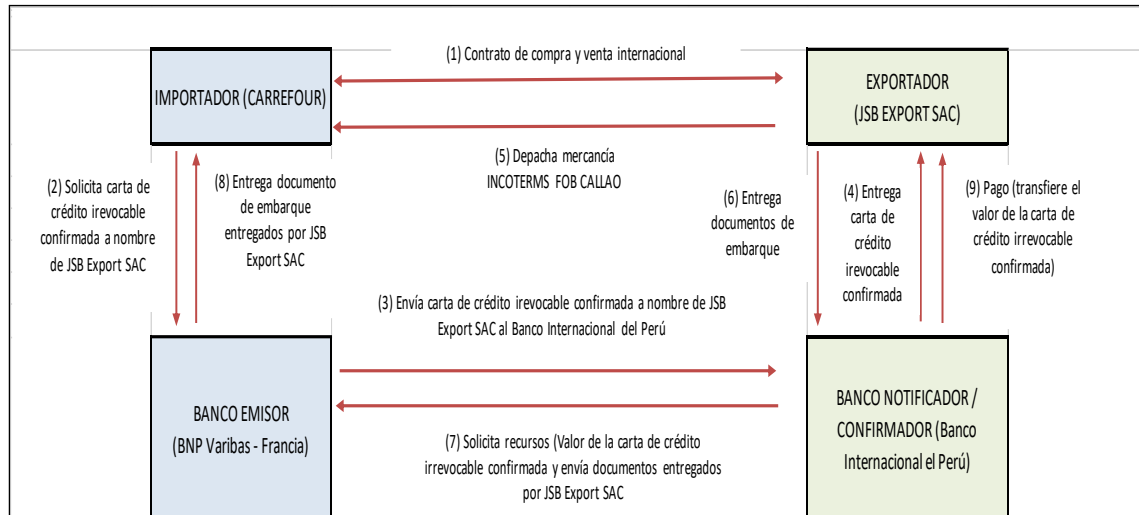 (1) Contrato de compra y venta internacional
IMPORTADOR (CARREFOUR)
EXPORTADOR
(JSB EXPORT SAC)
(5) Depacha mercancía
INCOTERMS FOB CALLAO
(2) Solicita carta de
crédito irevocable
confirmada a nombre
de JSB Export SAC
(8) Entrega documento
de embarque
entregados por JSB
Export SAC
(6) Entrega
documentos de
embarque
(4) Entrega
carta de
crédito
irevocable
confirmada
(9) Pago (transfiere el
valor de la carta de
crédito irrevocable
confirmada)
(3) Envía carta de crédito irevocable confirmada a nombre de JSB
Export SAC al Banco Internacional del Perú
BANCO EMISOR
(BNP Varibas - Francia)
BANCO NOTIFICADOR /
CONFIRMADOR (Banco
Internacional el Perú)
(7) Solicita recursos (Valor de la carta de crédito
irrevocable confirmada y envía documentos entregados
por JSB Export SAC